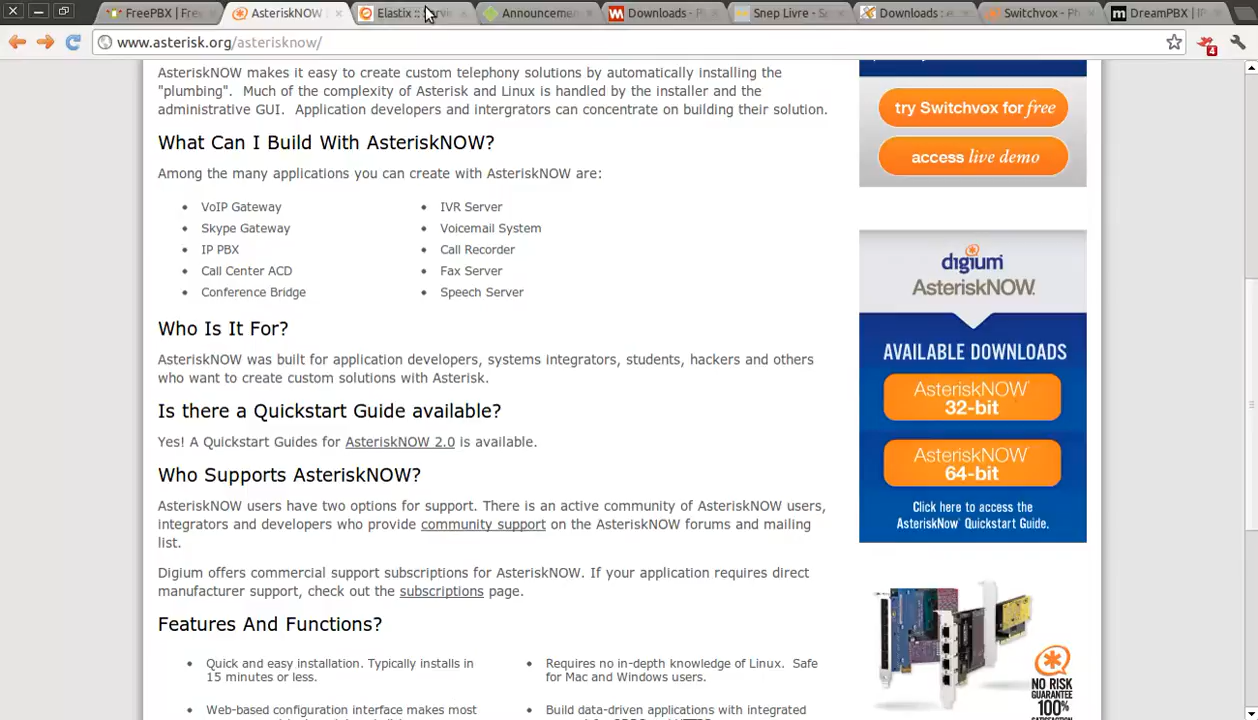 FreePBX | Fre
AsteriskNOW
Elastix ::
Announceme
Downloads - P
Snep Livre - S
Downloads :
Switchvox - P
DreamPBX | IP
www.asterisk.org/asterisknow/
4
AsteriskNOW makes it easy to create custom telephony solutions by automatically installing the
"plumbing". Much of the complexity of Asterisk and Linux is handled by the installer and the
administrative GUI. Application developers and intergrators can concentrate on building their solution.
What Can I Build With AsteriskNOW?
Among the many applications you can create with AsteriskNOW are:
VoIP Gateway
Skype Gateway
IP PBX
Call Center ACD
Conference Bridge
IVR Server
Voicemail System
Call Recorder
Fax Server
Speech Server
Who Is It For?
AsteriskNOW was built for application developers, systems integrators, students, hackers and others
who want to create custom solutions with Asterisk.
Is there a Quickstart Guide available?
Yes! A Quickstart Guides for AsteriskNOW 2.0 is available.
Who Supports AsteriskNOW?
AsteriskNOW users have two options for support. There is an active community of AsteriskNOW users,
integrators and developers who provide community support on the AsteriskNOW forums and mailing
list.
Digium offers commercial support subscriptions for AsteriskNOW. If your application requires direct
manufacturer support, check out the subscriptions page.
Features And Functions?
Quick and easy installation. Typically installs in
15 minutes or less.
Web-based configuration interface makes most
Requires no in-depth knowledge of Linux. Safe
for Mac and Windows users.
Build data-driven applications with integrated
try Switchvox for free
access live demo
digium
AsteriskNOW.
AVAILABLE DOWNLOADS
AsteriskNOW
32-bit
AsteriskNOW
64-bit
Click here to access the
AsteriskNow Quickstart Guide.
NO RISK
GUARANTEE
100%